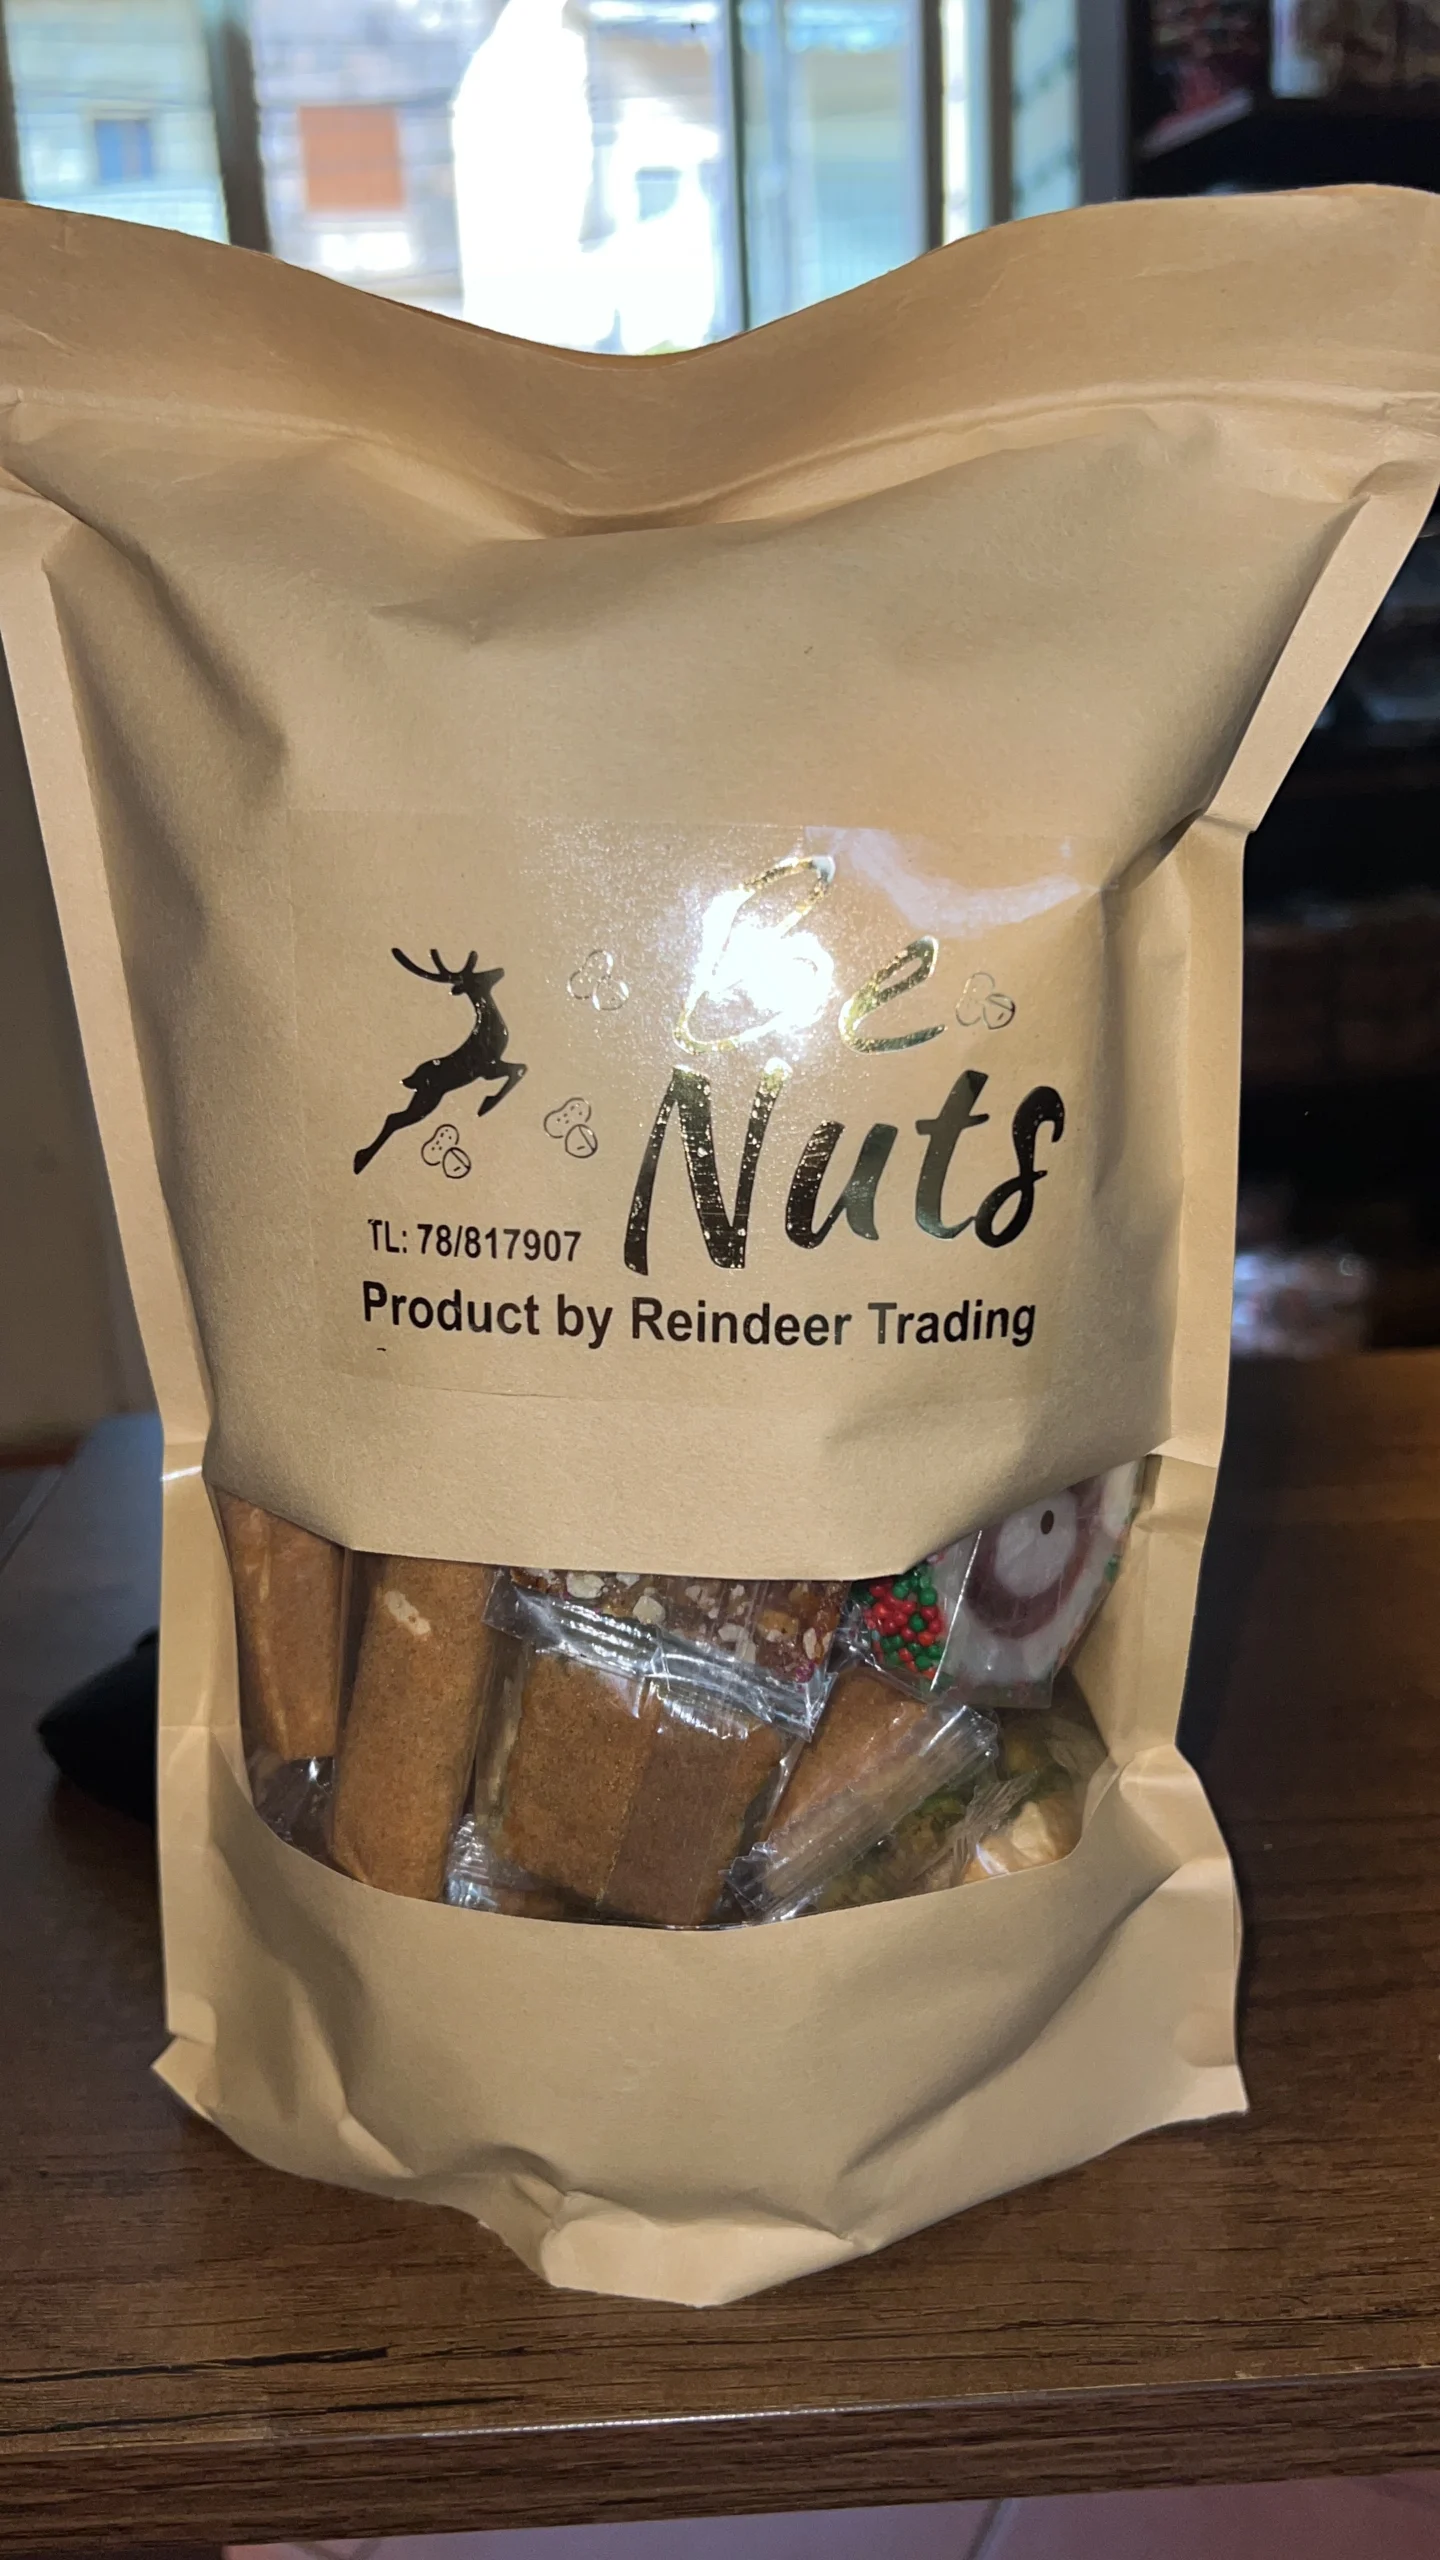 Be
Nuts
TL: 78/817907
Product by Reindeer Trading